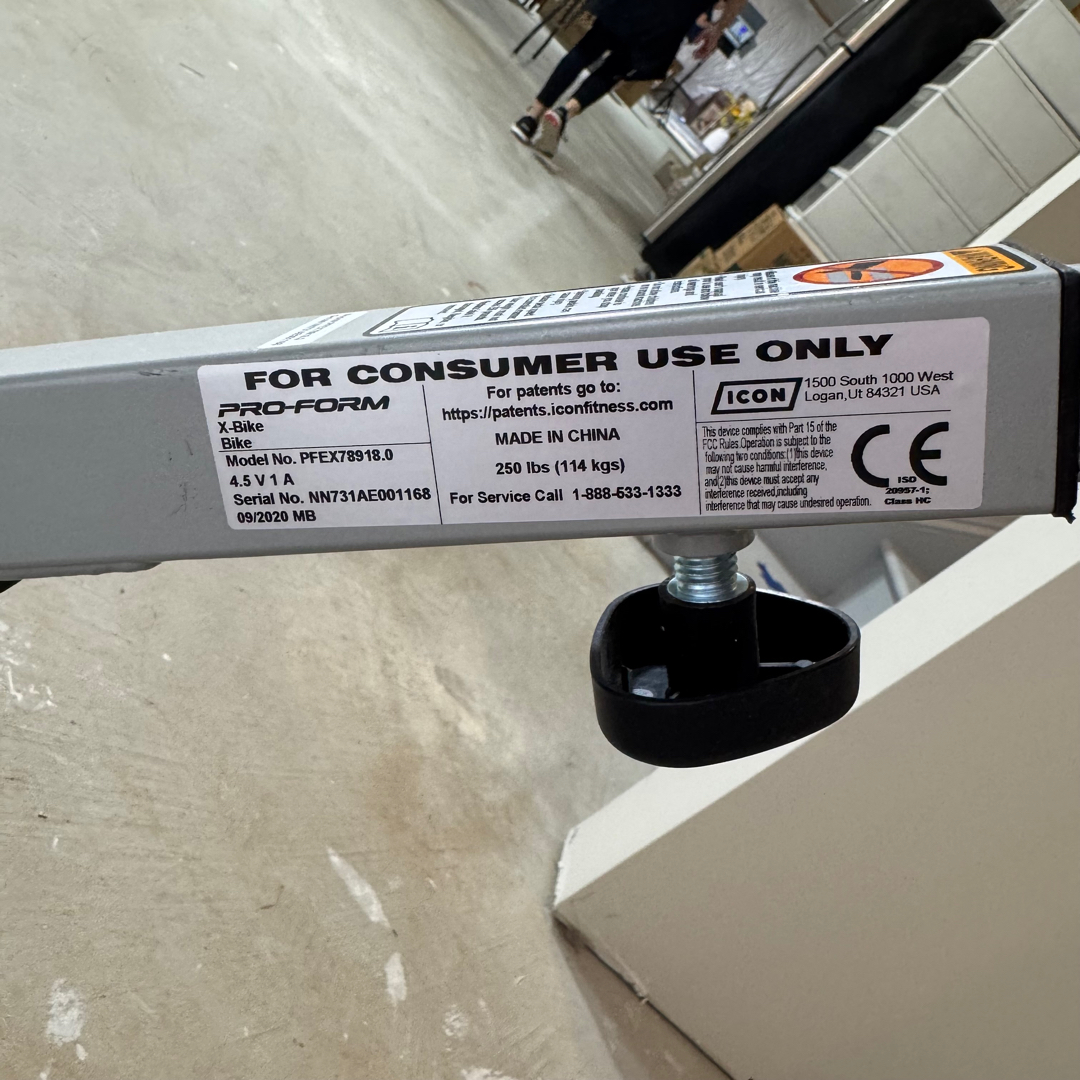 FOR CONSUMER USE ONLY
PRO-FORM
X-Bike
Bike
Model No. PFEX78918.0
4.5 V 1 A
Serial No. NN731AE001168
09/2020 MB
For patents go to:
https://patents.iconfitness.com
MADE IN CHINA
250 lbs (114 kgs)
For Service Call 1-888-533-1333
ICON
1500 South 1000 West
Logan,Ut 84321 USA
This device complies with Part 15 of the
FCC Rules.Operation is subject to the
following two conditions:(1)this device
may not cause harmful interference,
and(2)this device must accept any
interference received,including
interference that may cause undesired operation.
CE
ISO
20957-1;
Class HC
WARNING